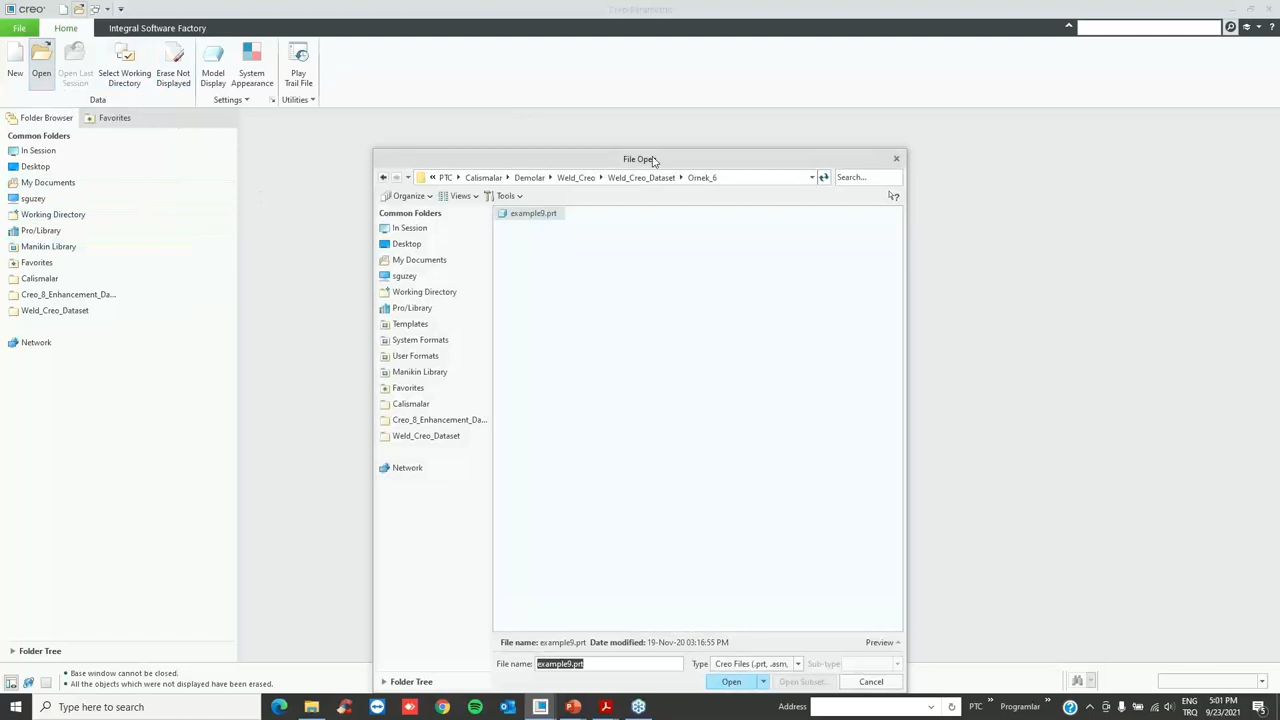 creo Creo Parametric
File Home Integral Software Factory
New Open Open Last Session Select Working Directory Erase Not Displayed Model Display System Appearance Play Trail File
Data Settings Utilities
Folder Browser Favorites
Common Folders
In Session
Desktop
My Documents
sguzey
Working Directory
Pro/Library
Manikin Library
Favorites
Calismalar
Creo_8_Enhancement_Da...
Weld_Creo_Dataset
Network
Folder Tree
File Open
PTC Calismalar Demolar Weld_Creo Weld_Creo_Dataset Ornek_6 Search...
Organize Views Tools
Common Folders
In Session
Desktop
My Documents
sguzey
Working Directory
Pro/Library
Templates
System Formats
User Formats
Manikin Library
Favorites
Calismalar
Creo_8_Enhancement_Da...
Weld_Creo_Dataset
Network
Folder Tree
example9.prt
File name: example9.prt Date modified: 19-Nov-20 03:16:55 PM Preview
File name: example9.prt Type Creo Files (.prt, .asm, Sub-type
Open Open Subset... Cancel
• Base window cannot be closed.
• All the objects which were not displayed have been erased.
Type here to search
Address PTC Programlar
ENG
TRQ
5:01 PM
9/23/2021